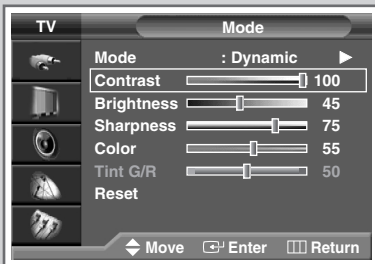 TV Mode
Mode : Dynamic
Contrast 100
Brightness 45
Sharpness 75
Color 55
Tint G/R 50
Reset
Move Enter Return